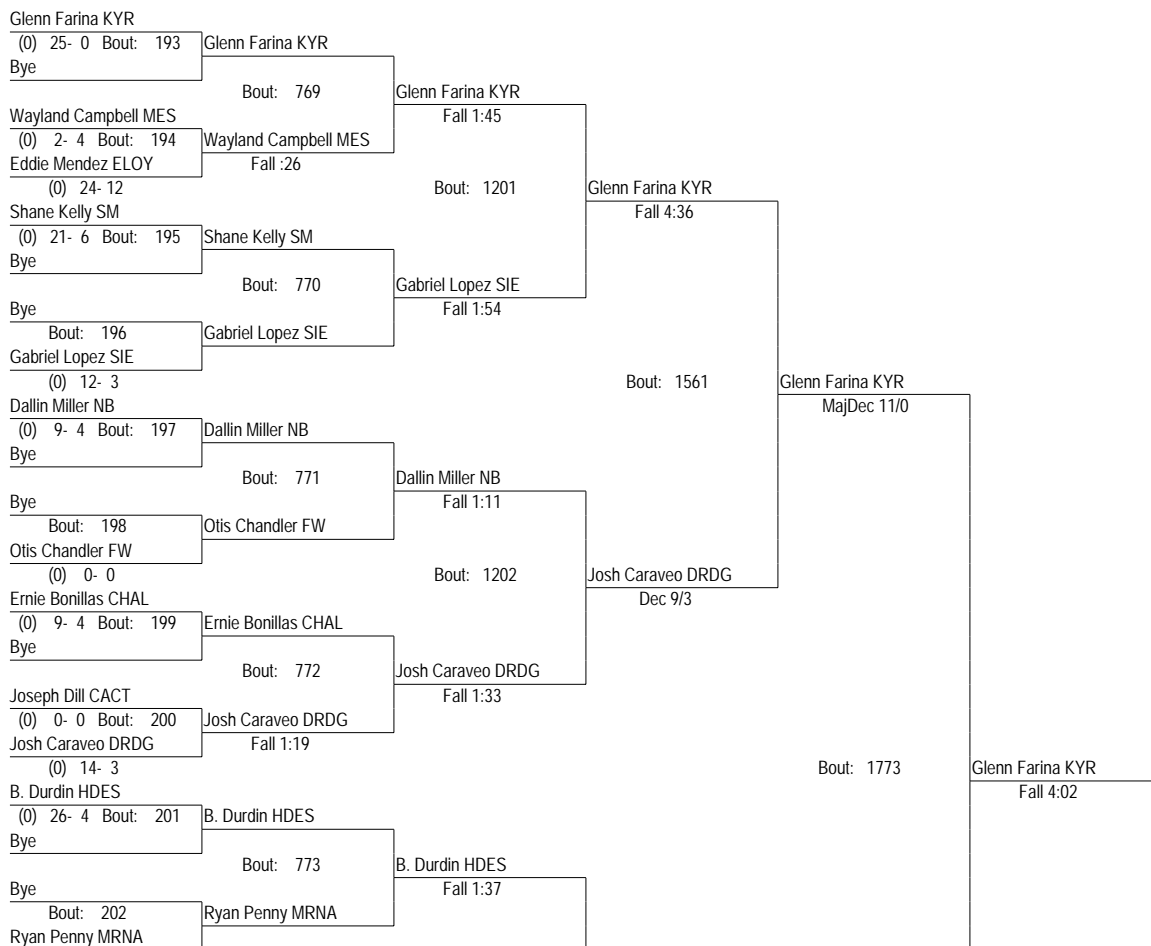 Glenn Farina KYR
(0) 25- 0 Bout: 193 Glenn Farina KYR
Bye
Bout: 769 Glenn Farina KYR
Wayland Campbell MES Fall 1:45
(0) 2- 4 Bout: 194 Wayland Campbell MES
Eddie Mendez ELOY Fall :26
(0) 24- 12 Bout: 1201 Glenn Farina KYR
Shane Kelly SM Fall 4:36
(0) 21- 6 Bout: 195 Shane Kelly SM
Bye
Bout: 770 Gabriel Lopez SIE
Bye Fall 1:54
Bout: 196 Gabriel Lopez SIE
Gabriel Lopez SIE
(0) 12- 3 Bout: 1561 Glenn Farina KYR
Dallin Miller NB MajDec 11/0
(0) 9- 4 Bout: 197 Dallin Miller NB
Bye
Bout: 771 Dallin Miller NB
Bye Fall 1:11
Bout: 198 Otis Chandler FW
Otis Chandler FW
(0) 0- 0 Bout: 1202 Josh Caraveo DRDG
Ernie Bonillas CHAL Dec 9/3
(0) 9- 4 Bout: 199 Ernie Bonillas CHAL
Bye
Bout: 772 Josh Caraveo DRDG
Joseph Dill CACT Fall 1:33
(0) 0- 0 Bout: 200 Josh Caraveo DRDG
Josh Caraveo DRDG Fall 1:19
(0) 14- 3 Bout: 1773 Glenn Farina KYR
B. Durdin HDES Fall 4:02
(0) 26- 4 Bout: 201 B. Durdin HDES
Bye
Bout: 773 B. Durdin HDES
Bye Fall 1:37
Bout: 202 Ryan Penny MRNA
Ryan Penny MRNA